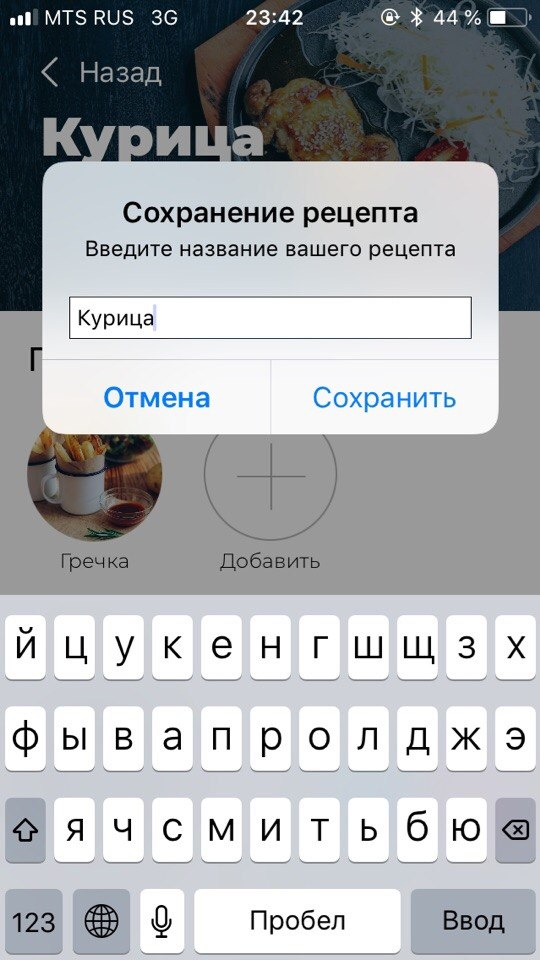 MTS RUS 3G 23:42 44 %
Назад
Курица
Сохранение рецепта
Введите название вашего рецепта
Курица
Отмена Сохранить
Гречка Добавить
й ц у к е н г ш щ з х
ф ы в а п р о л д ж э
я ч с м и т ь б ю
123 Пробел Ввод